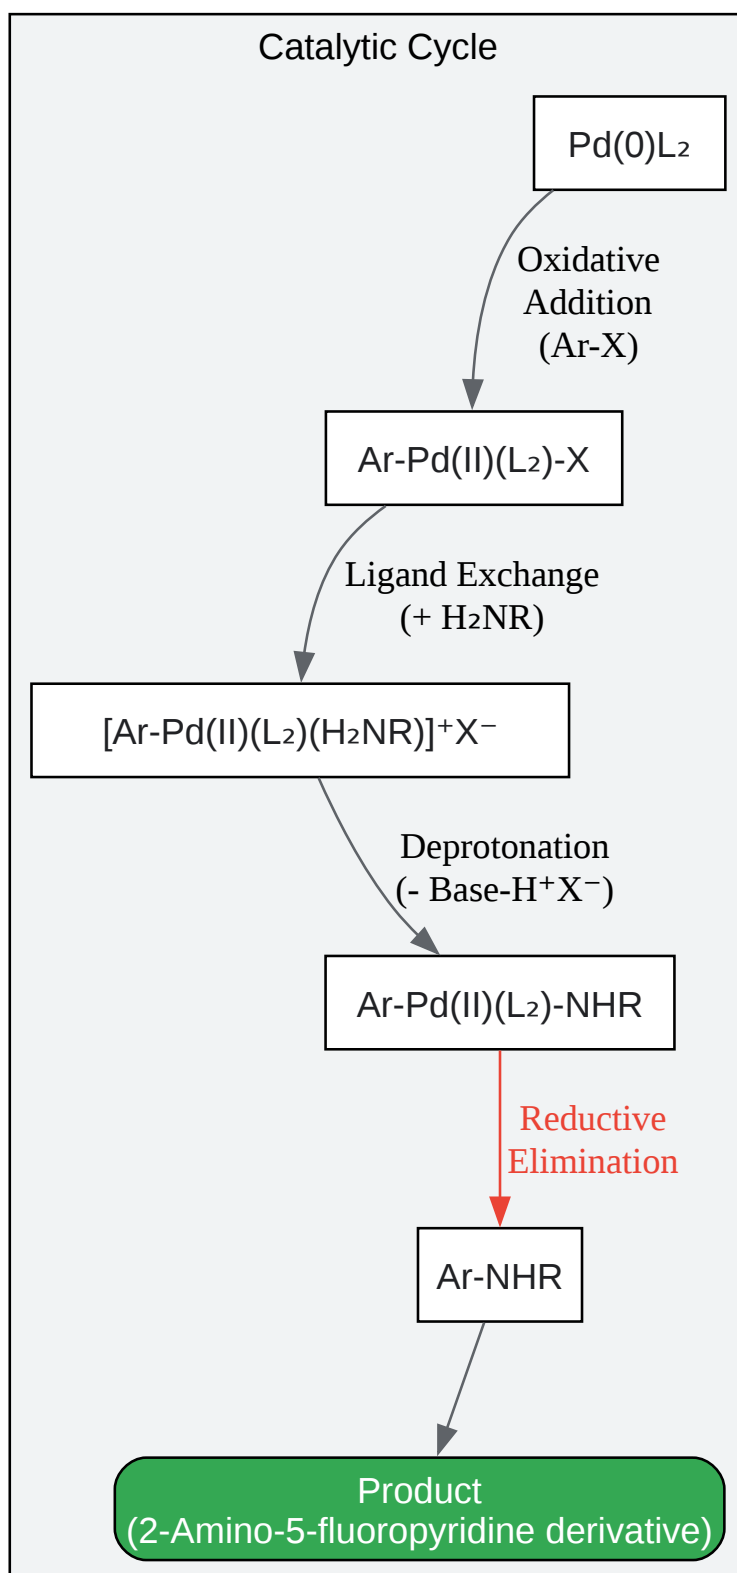 Catalytic Cycle
Pd(0)L₂
Oxidative
Addition
(Ar-X)
Ar-Pd(II)(L₂)-X
Ligand Exchange
(+ H₂NR)
[Ar-Pd(II)(L₂)(H₂NR)]⁺X⁻
Deprotonation
(- Base-H⁺X⁻)
Ar-Pd(II)(L₂)-NHR
Reductive
Elimination
Ar-NHR
Product
(2-Amino-5-fluoropyridine derivative)